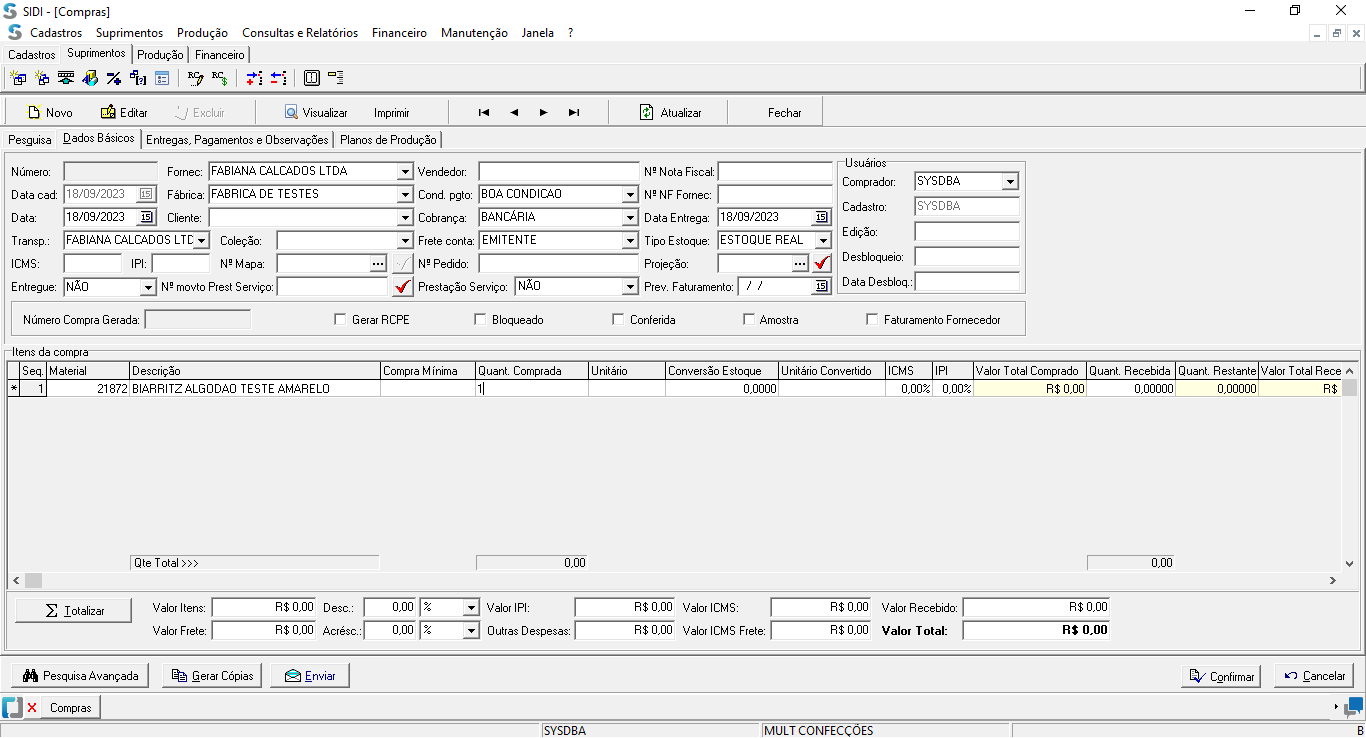 SIDI - [Compras]
Cadastros Suprimentos Produção Consultas e Relatórios Financeiro Manutenção Janela ?
Cadastros Suprimentos Produção Financeiro
Novo Editar Excluir Visualizar Imprimir Atualizar Fechar
Pesquisa Dados Básicos Entregas, Pagamentos e Observações Planos de Produção
Usuários
Número: Fornec: FABIANA CALCADOS LTDA Vendedor: Nº Nota Fiscal: Comprador: SYSDBA
Data cad: 18/09/2023 15 Fábrica: FABRICA DE TESTES Cond. pgto: BOA CONDICAO Nº NF Fornec: Cadastro: SYSDBA
Data: 18/09/2023 15 Cliente: Cobrança: BANCÁRIA Data Entrega: 18/09/2023 15 Edição:
Transp.: FABIANA CALCADOS LTC Coleção: Frete conta: EMITENTE Tipo Estoque: ESTOQUE REAL
ICMS: IPI: Nº Mapa: ... Nº Pedido: Projeção: ... Desbloqueio:
Entregue: NÃO Nº movto Prest Serviço: Prestação Serviço: NÃO Prev. Faturamento: / / 15 Data Desbloq.:
Número Compra Gerada: Gerar RCPE Bloqueado Conferida Amostra Faturamento Fornecedor
Itens da compra
Seq. Material Descrição Compra Mínima Quant. Comprada Unitário Conversão Estoque Unitário Convertido ICMS IPI Valor Total Comprado Quant. Recebida Quant. Restante Valor Total Rece
* 1 21872 BIARRITZ ALGODAO TESTE AMARELO 1 0,0000 0,00% 0,00% R$ 0,00 0,00000 0,00000 R$
Qte Total >>> 0,00 0,00
Σ Totalizar Valor Itens: R$ 0,00 Desc.: 0,00 % Valor IPI: R$ 0,00 Valor ICMS: R$ 0,00 Valor Recebido: R$ 0,00
Valor Frete: R$ 0,00 Acrésc.: 0,00 % Outras Despesas: R$ 0,00 Valor ICMS Frete: R$ 0,00 Valor Total: R$ 0,00
Pesquisa Avançada Gerar Cópias Enviar Confirmar Cancelar
Compras
SYSDBA MULT CONFECÇÕES B